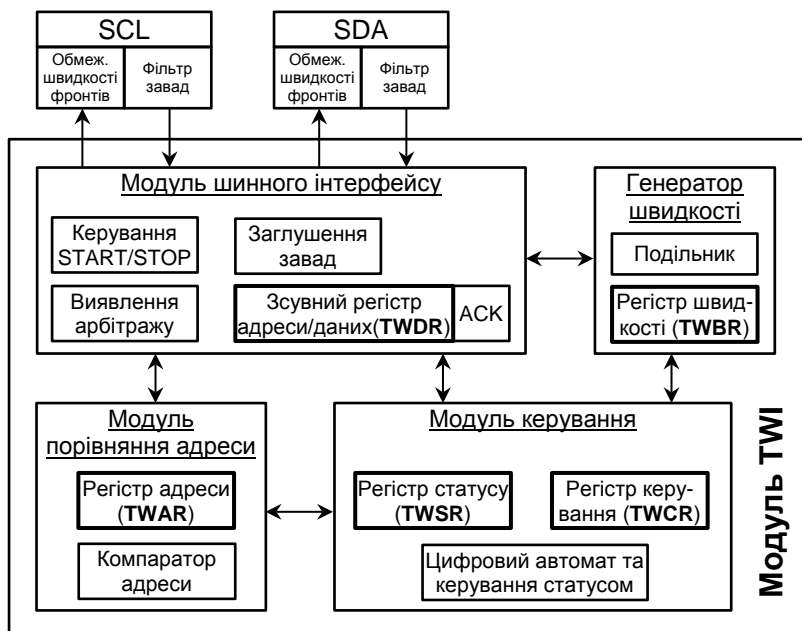 SCL
SDA
Обмеж.
швидкості
фронтів
Фільтр
завад
Обмеж.
швидкості
фронтів
Фільтр
завад
Модуль шинного інтерфейсу
Керування
START/STOP
Заглушення
завад
Виявлення
арбітражу
Зсувний регістр
адреси/даних(TWDR)
ACK
Генератор
швидкості
Подільник
Регістр швид-
кості (TWBR)
Модуль
порівняння адреси
Регістр адреси
(TWAR)
Компаратор
адреси
Модуль керування
Регістр статусу
(TWSR)
Регістр керу-
вання (TWCR)
Цифровий автомат та
керування статусом
Модуль TWI